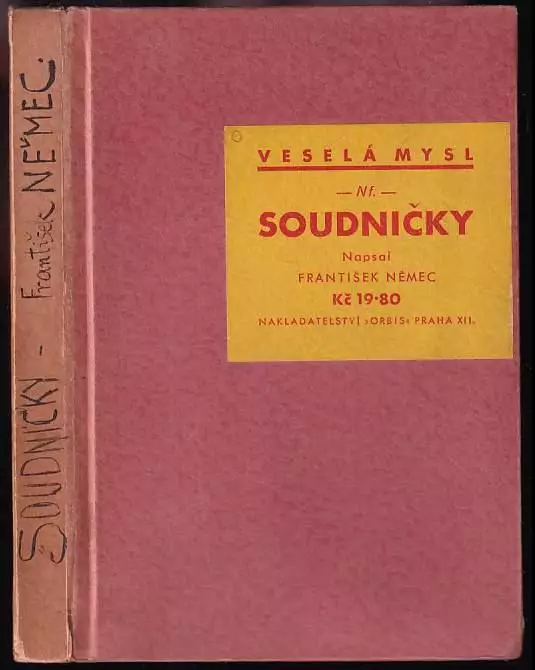 SOUDNIČKY - František NĚMEC.
VESELÁ MYSL
— Nf. —
SOUDNIČKY
Napsal
FRANTIŠEK NĚMEC
Kč 19·80
NAKLADATELSTVÍ »ORBIS« PRAHA XII.